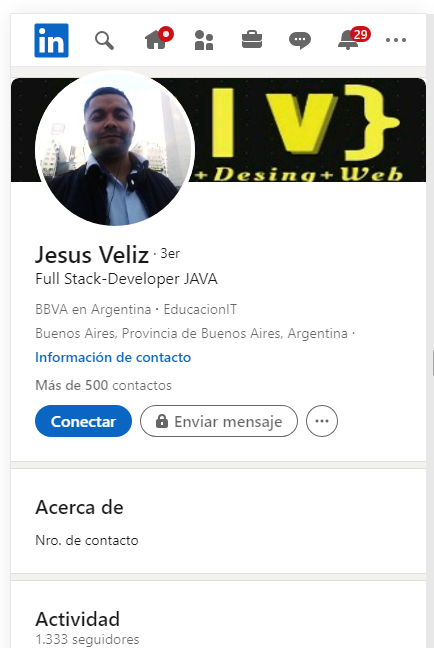 in
29
I V}
+Desing+Web
Jesus Veliz · 3er
Full Stack-Developer JAVA
BBVA en Argentina · EducacionIT
Buenos Aires, Provincia de Buenos Aires, Argentina ·
Información de contacto
Más de 500 contactos
Conectar
Enviar mensaje
Acerca de
Nro. de contacto
Actividad
1.333 seguidores